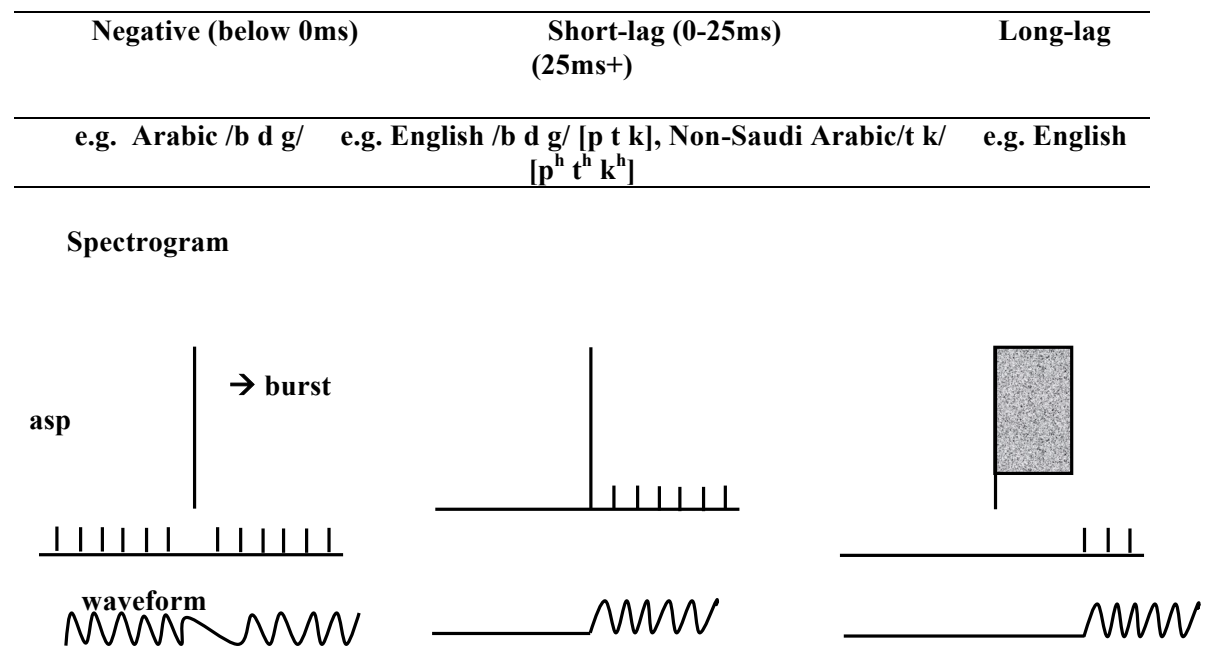 Negative (below 0ms) Short-lag (0-25ms) Long-lag
(25ms+)
e.g. Arabic /b d g/ e.g. English /b d g/ [p t k], Non-Saudi Arabic/t k/ e.g. English
[pʰ tʰ kʰ]
Spectrogram
→ burst
asp
waveform